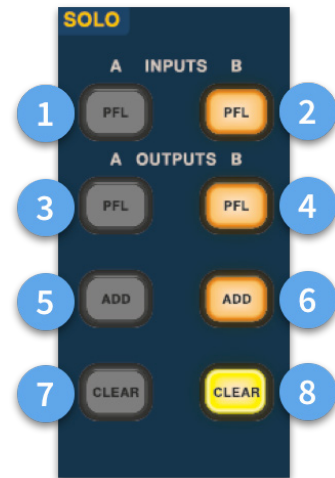 SOLO
A INPUTS B
1 PFL PFL 2
A OUTPUTS B
3 PFL PFL 4
5 ADD ADD 6
7 CLEAR CLEAR 8